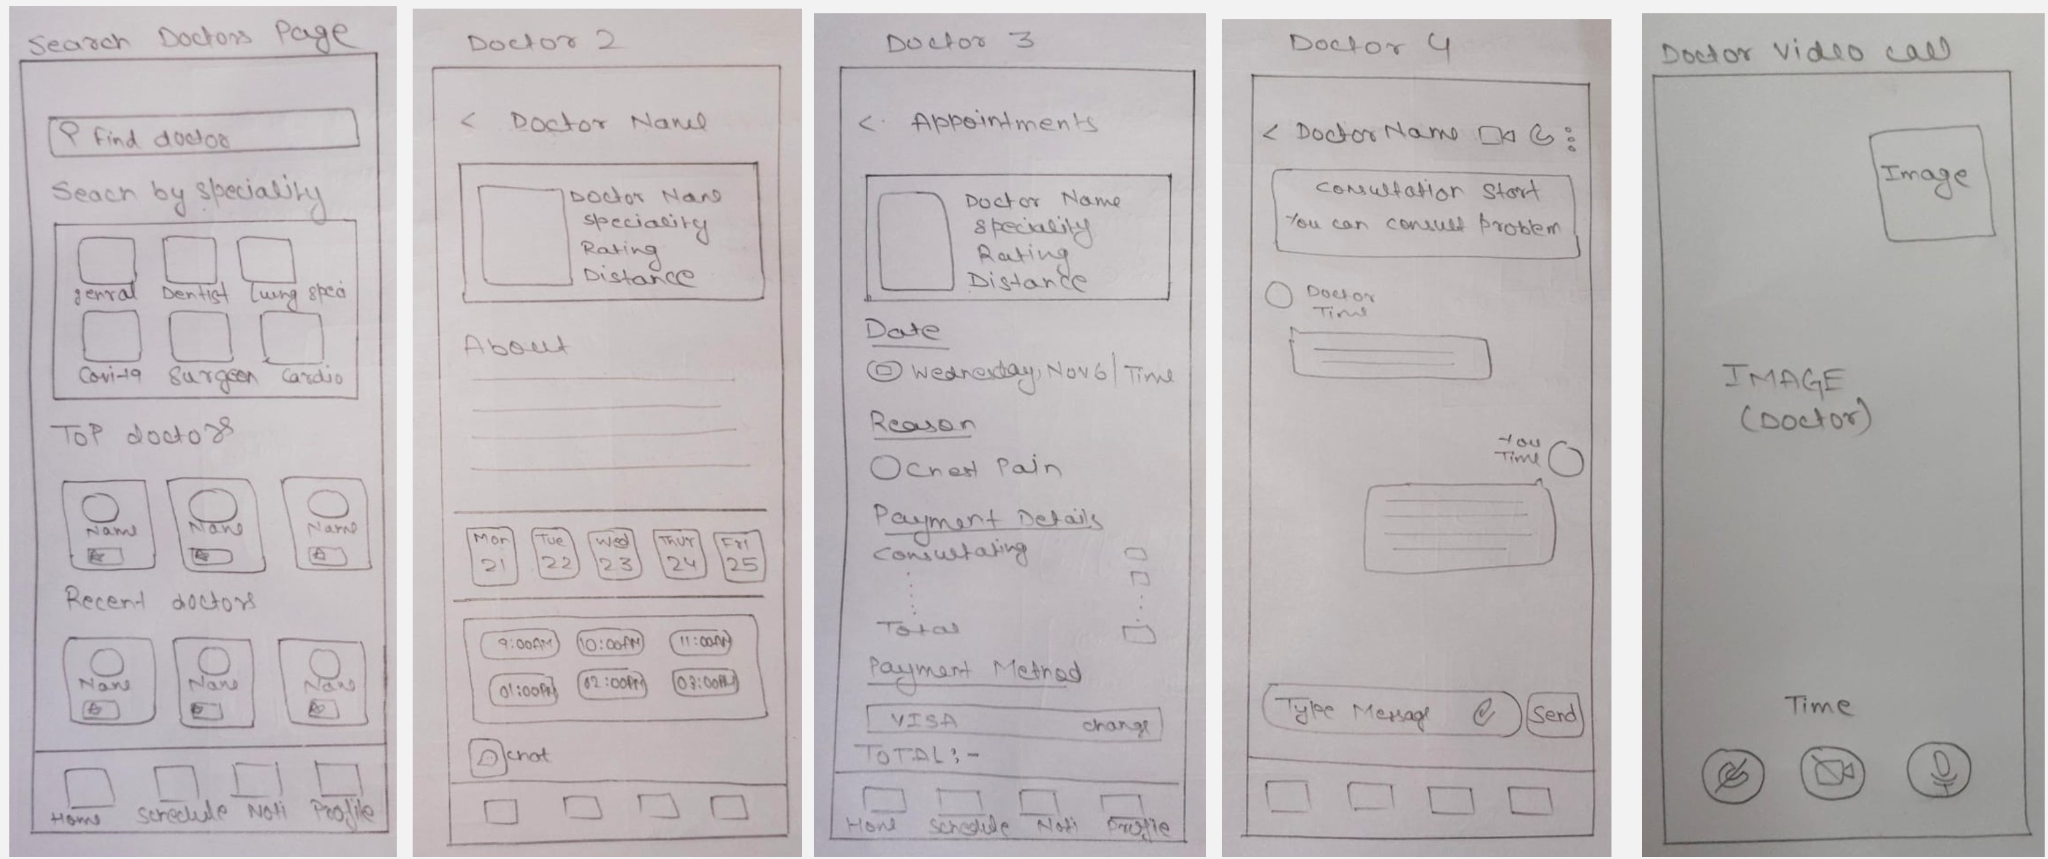 Search Doctors Page
Find doctor
Seach by speciality
genral Dentist Lung speci
Covi-19 Surgeon Cardio
TOP doctors
Name Name Name
Recent doctors
Name Name Name
Home Schedule Noti Profile
Doctor 2
< Doctor Name
Doctor Name
speciality
Rating
Distance
About
Mon Tue Wed Thur Fri
21 22 23 24 25
9:00AM 10:00AM 11:00AM
01:00PM 02:00PM 03:00PM
chat
Doctor 3
< Appointments
Doctor Name
speciality
Rating
Distance
Date
Wednesday, Nov 6 | Time
Reason
Chest Pain
Payment Details
Consultating
Total
Payment Method
VISA change
TOTAL :-
Home Schedule Noti Profile
Doctor 4
< Doctor Name
Consultation Start
You can consult problem
Doctor
Time
You
Time
Type Message Send
Doctor Video call
Image
IMAGE
(Doctor)
Time